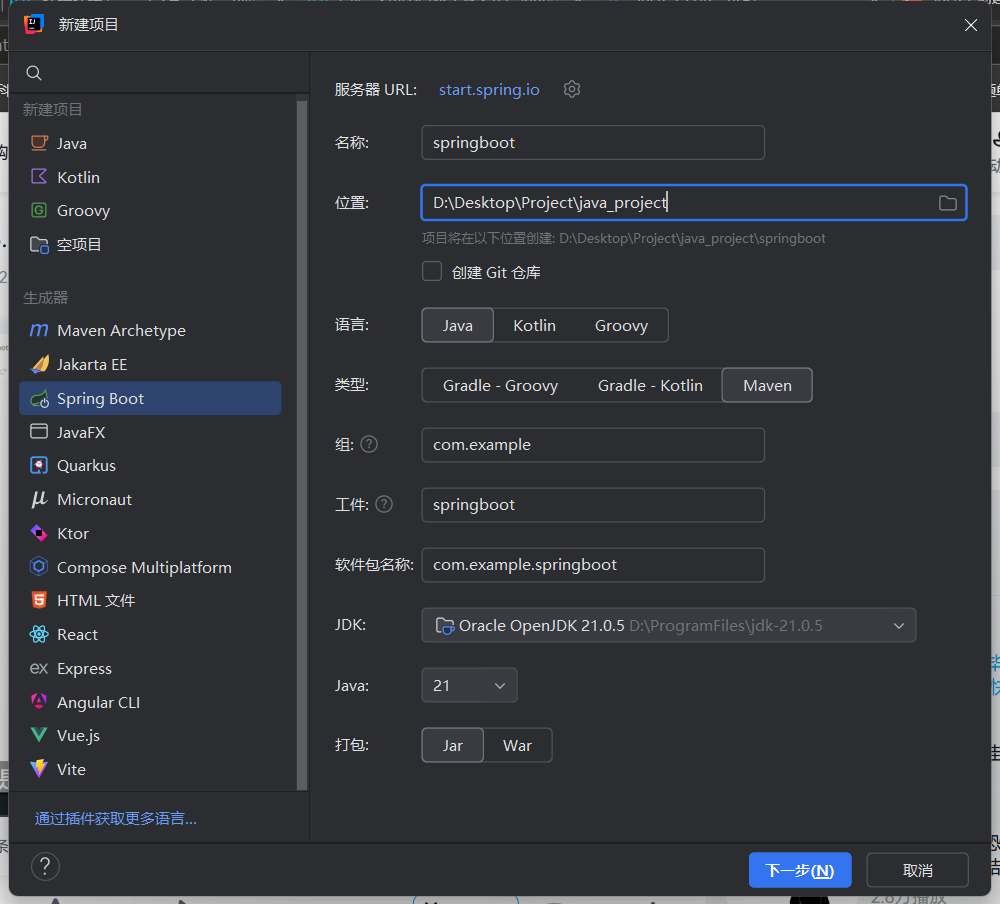 新建项目
新建项目
Java
Kotlin
Groovy
空项目
生成器
Maven Archetype
Jakarta EE
Spring Boot
JavaFX
Quarkus
Micronaut
Ktor
Compose Multiplatform
HTML 文件
React
ex Express
Angular CLI
Vue.js
Vite
通过插件获取更多语言...
服务器 URL: start.spring.io
名称: springboot
位置: D:\Desktop\Project\java_project
项目将在以下位置创建: D:\Desktop\Project\java_project\springboot
创建 Git 仓库
语言: Java Kotlin Groovy
类型: Gradle - Groovy Gradle - Kotlin Maven
组: ? com.example
工件: ? springboot
软件包名称: com.example.springboot
JDK: Oracle OpenJDK 21.0.5 D:\ProgramFiles\jdk-21.0.5
Java: 21
打包: Jar War
? 下一步(N) 取消